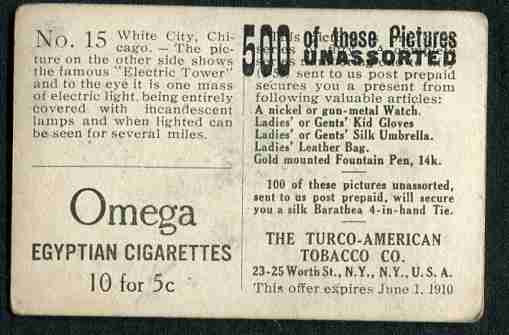 No. 15 White City, Chi-
cago. — The pic-
ture on the other side shows
the famous "Electric Tower"
and to the eye it is one mass
of electric light, being entirely
covered with incandescent
lamps and when lighted can
be seen for several miles.
Omega
EGYPTIAN CIGARETTES
10 for 5c
500 of these Pictures
UNASSORTED
sent to us post prepaid
secures you a present from
following valuable articles:
A nickel or gun-metal Watch.
Ladies' or Gents' Kid Gloves
Ladies' or Gents' Silk Umbrella.
Ladies' Leather Bag.
Gold mounted Fountain Pen, 14k.
100 of these pictures unassorted,
sent to us post prepaid, will secure
you a silk Barathea 4-in-hand Tie.
THE TURCO-AMERICAN
TOBACCO CO.
23-25 Worth St., N.Y., N.Y., U.S.A.
This offer expires June 1, 1910